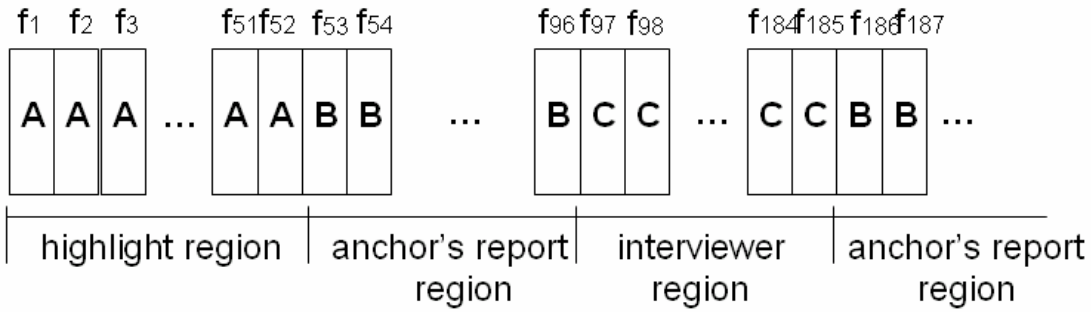 f1 f2 f3 f51 f52 f53 f54 f96 f97 f98 f184 f185 f186 f187
A A A ... A A B B ... B C C ... C C B B ...
highlight region anchor's report region interviewer region anchor's report region